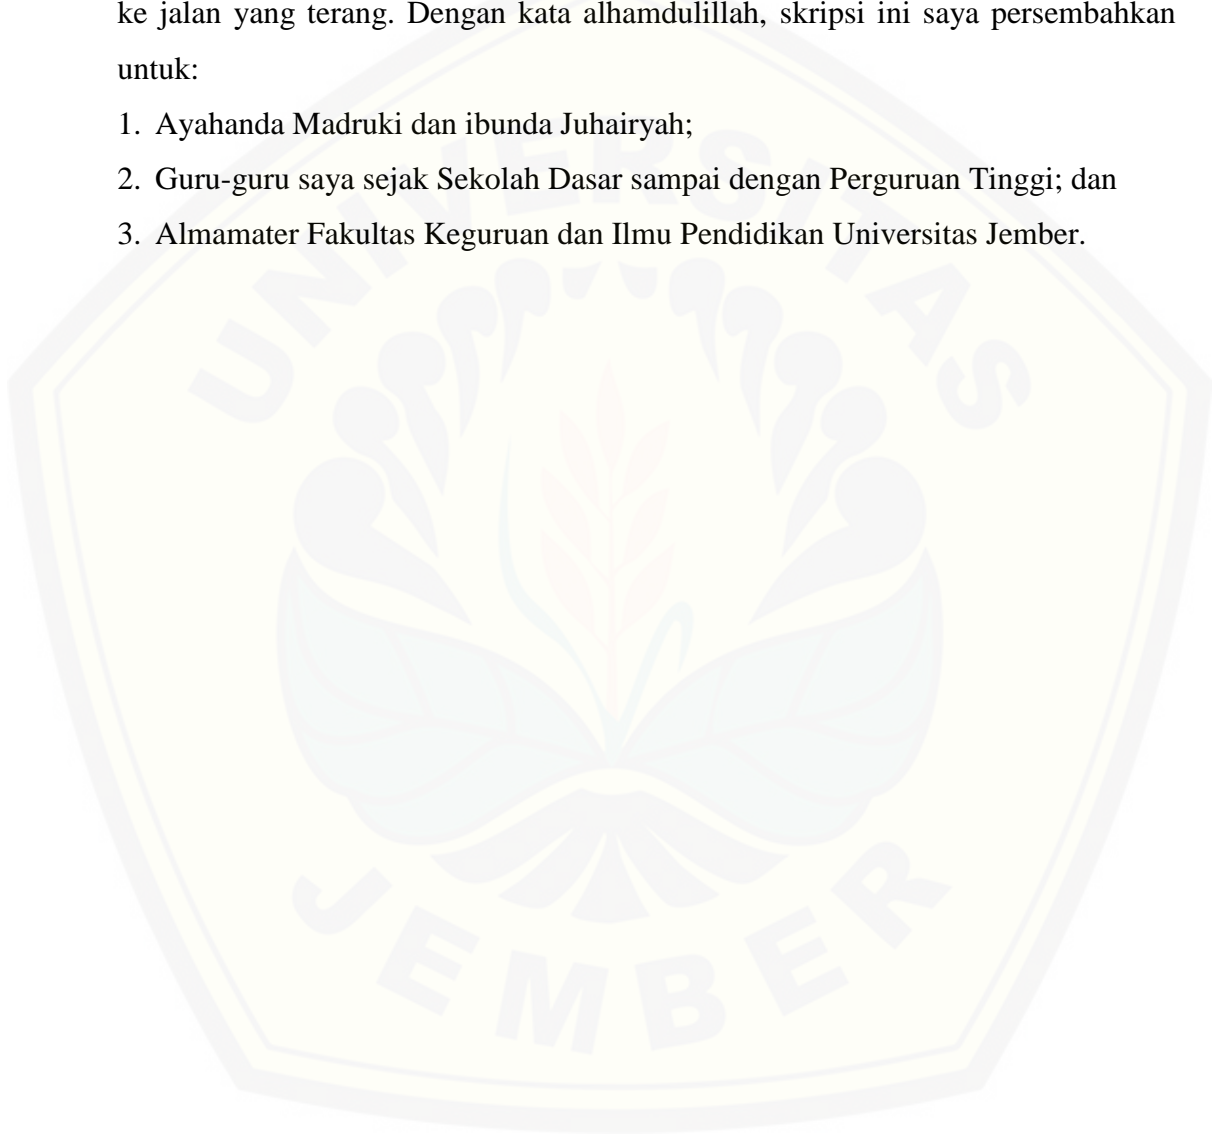 ke jalan yang terang. Dengan kata alhamdulillah, skripsi ini saya persembahkan
untuk:
1. Ayahanda Madruki dan ibunda Juhairyah;
2. Guru-guru saya sejak Sekolah Dasar sampai dengan Perguruan Tinggi; dan
3. Almamater Fakultas Keguruan dan Ilmu Pendidikan Universitas Jember.
UNIVERSITAS
JEMBER